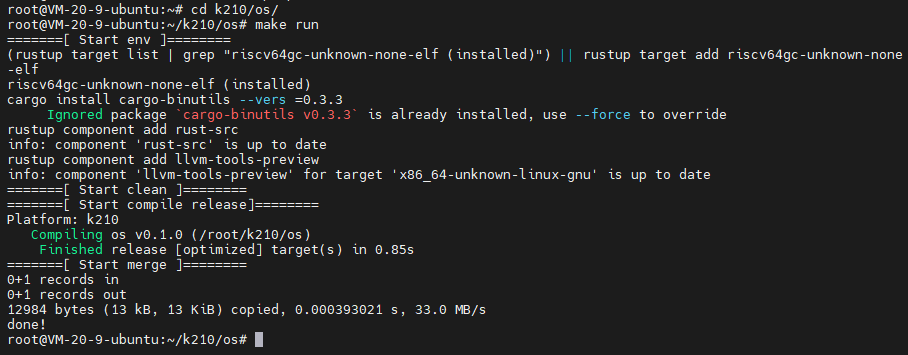 root@VM-20-9-ubuntu:~# cd k210/os/
root@VM-20-9-ubuntu:~/k210/os# make run
=======[ Start env ]========
(rustup target list | grep "riscv64gc-unknown-none-elf (installed)") || rustup target add riscv64gc-unknown-none
-elf
riscv64gc-unknown-none-elf (installed)
cargo install cargo-binutils --vers =0.3.3
     Ignored package `cargo-binutils v0.3.3` is already installed, use --force to override
rustup component add rust-src
info: component 'rust-src' is up to date
rustup component add llvm-tools-preview
info: component 'llvm-tools-preview' for target 'x86_64-unknown-linux-gnu' is up to date
=======[ Start clean ]========
=======[ Start compile release]========
Platform: k210
   Compiling os v0.1.0 (/root/k210/os)
    Finished release [optimized] target(s) in 0.85s
=======[ Start merge ]========
0+1 records in
0+1 records out
12984 bytes (13 kB, 13 KiB) copied, 0.000393021 s, 33.0 MB/s
done!
root@VM-20-9-ubuntu:~/k210/os#